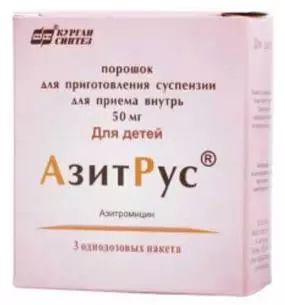 КУРГАН
СИНТЕЗ
порошок
для приготовления суспензии
для приема внутрь
50 мг
Для детей
АзитРус®
Азитромицин
3 однодозовых пакета